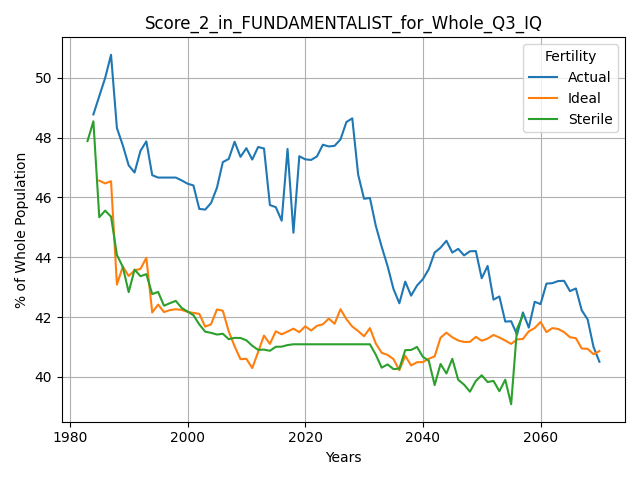 Score_2_in_FUNDAMENTALIST_for_Whole_Q3_IQ
Fertility
Actual
Ideal
Sterile
% of Whole Population
50
48
46
44
42
40
1980
2000
2020
2040
2060
Years